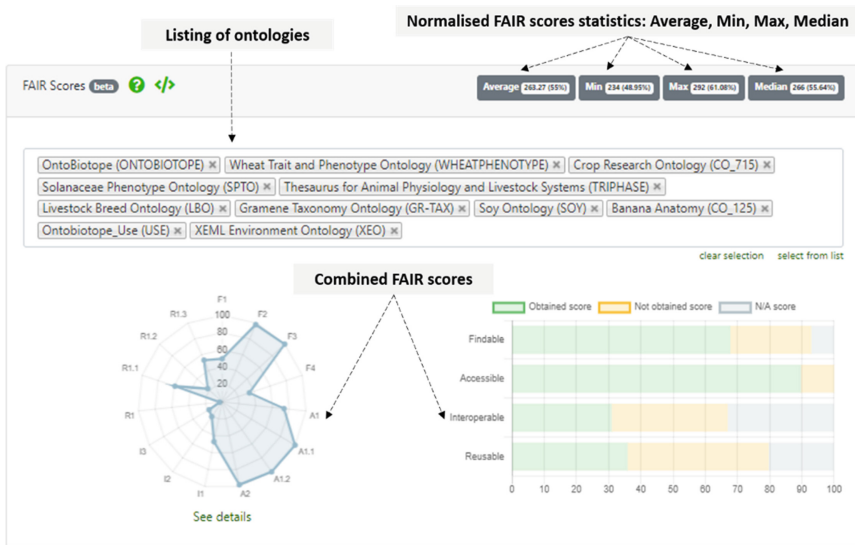 Normalised FAIR scores statistics: Average, Min, Max, Median
Listing of ontologies
FAIR Scores beta ? </>
Average 263.27 (55%) Min 234 (48.95%) Max 292 (61.08%) Median 266 (55.64%)
OntoBiotope (ONTOBIOTOPE) × Wheat Trait and Phenotype Ontology (WHEATPHENOTYPE) × Crop Research Ontology (CO_715) ×
Solanaceae Phenotype Ontology (SPTO) × Thesaurus for Animal Physiology and Livestock Systems (TRIPHASE) ×
Livestock Breed Ontology (LBO) × Gramene Taxonomy Ontology (GR-TAX) × Soy Ontology (SOY) × Banana Anatomy (CO_125) ×
Ontobiotope_Use (USE) × XEML Environment Ontology (XEO) ×
clear selection select from list
Combined FAIR scores
F1
F2
F3
F4
A1
A1.1
A1.2
A2
I1
I2
I3
R1
R1.1
R1.2
R1.3
100
80
60
40
20
See details
Obtained score Not obtained score N/A score
Findable
Accessible
Interoperable
Reusable
0 10 20 30 40 50 60 70 80 90 100